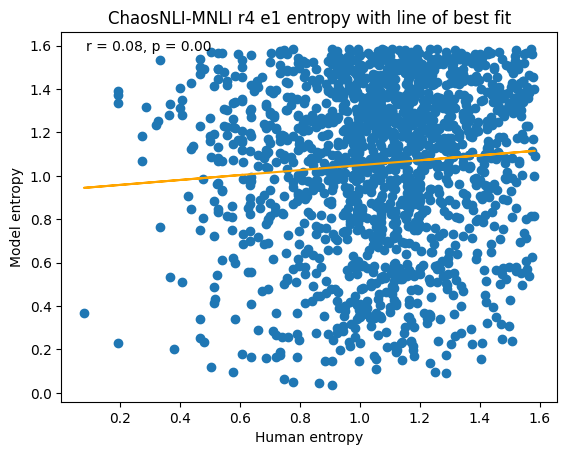 ChaosNLI-MNLI r4 e1 entropy with line of best fit
r = 0.08, p = 0.00
Model entropy
1.6
1.4
1.2
1.0
0.8
0.6
0.4
0.2
0.0
0.2 0.4 0.6 0.8 1.0 1.2 1.4 1.6
Human entropy